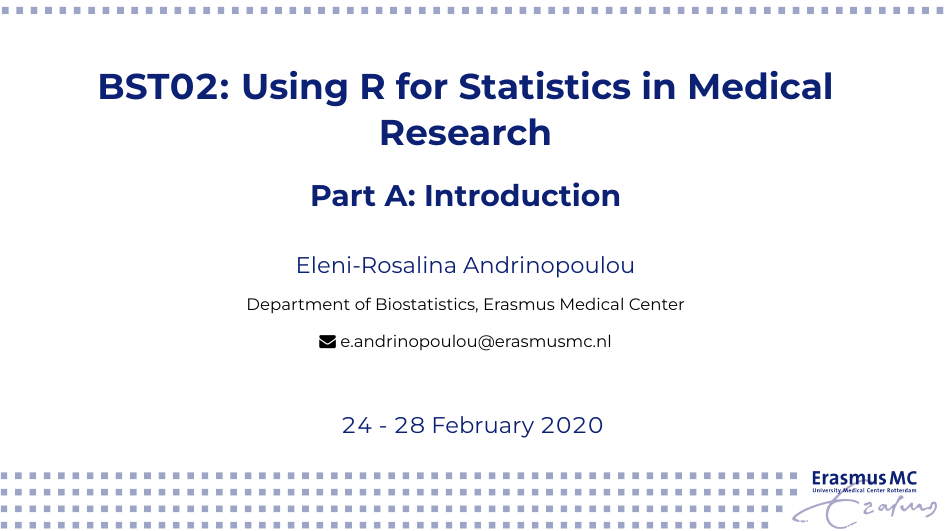 BST02: Using R for Statistics in Medical
Research
Part A: Introduction
Eleni-Rosalina Andrinopoulou
Department of Biostatistics, Erasmus Medical Center
e.andrinopoulou@erasmusmc.nl
24 - 28 February 2020
Erasmus MC
University Medical Center Rotterdam
Erasmus